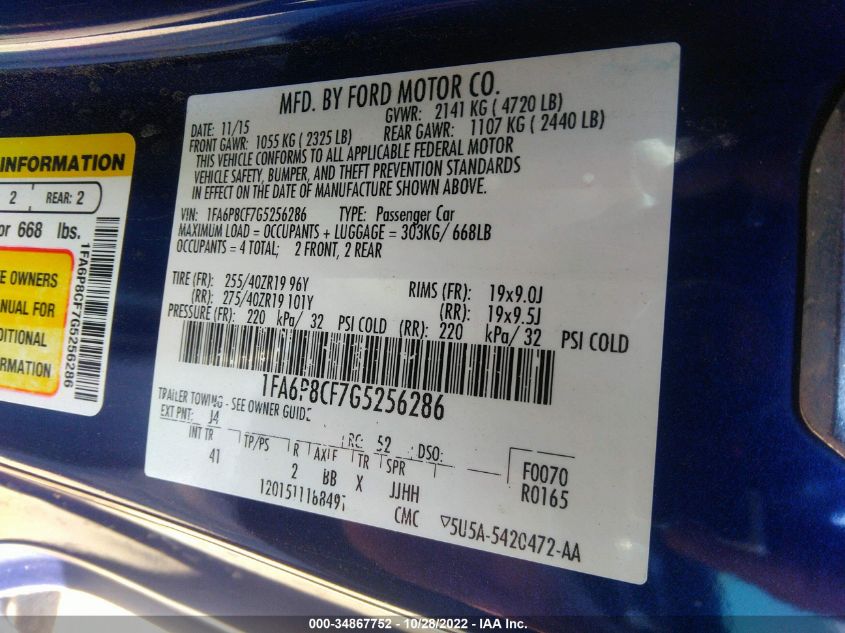 MFD. BY FORD MOTOR CO.
DATE: 11/15 GVWR: 2141 KG ( 4720 LB)
FRONT GAWR: 1055 KG ( 2325 LB) REAR GAWR: 1107 KG ( 2440 LB)
THIS VEHICLE CONFORMS TO ALL APPLICABLE FEDERAL MOTOR
VEHICLE SAFETY, BUMPER, AND THEFT PREVENTION STANDARDS
IN EFFECT ON THE DATE OF MANUFACTURE SHOWN ABOVE.
VIN: 1FA6P8CF7G5256286 TYPE: Passenger Car
MAXIMUM LOAD = OCCUPANTS + LUGGAGE = 303KG/ 668LB
OCCUPANTS = 4 TOTAL; 2 FRONT, 2 REAR
TIRE (FR): 255/40ZR19 96Y RIMS (FR): 19x9.0J
(RR): 275/40ZR19 101Y (RR): 19x9.5J
PRESSURE (FR): 220 kPa/ 32 PSI COLD (RR): 220 kPa/ 32 PSI COLD
1FA6P8CF7G5256286
TRAILER TOWING - SEE OWNER GUIDE
EXT PNT: J4 RC: 52 DSO:
INT TR TP/PS R AXLE TR SPR F0070
41 2 BB X JJHH R0165
CMC 5U5A-5420472-AA
INFORMATION
2 REAR: 2
or 668 lbs.
E OWNERS
ANUAL FOR
DITIONAL
ORMATION
1FA6P8CF7G5256286
000-34867752 - 10/28/2022 - IAA Inc.